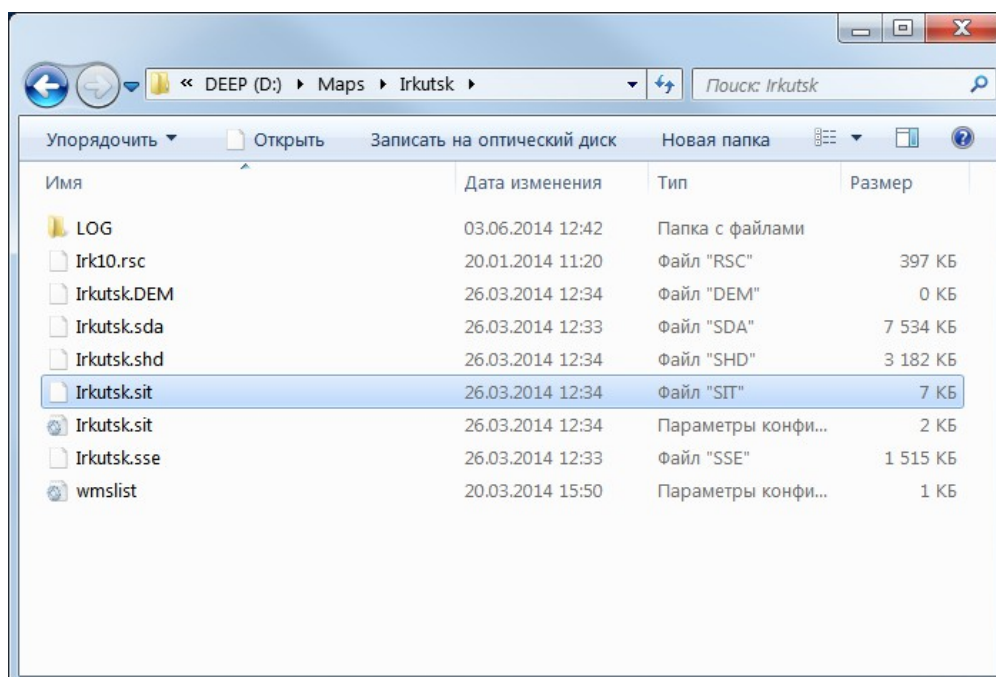 « DEEP (D:) Maps Irkutsk Поиск: Irkutsk
Упорядочить Открыть Записать на оптический диск Новая папка
Имя Дата изменения Тип Размер
LOG 03.06.2014 12:42 Папка с файлами
Irk10.rsc 20.01.2014 11:20 Файл "RSC" 397 КБ
Irkutsk.DEM 26.03.2014 12:34 Файл "DEM" 0 КБ
Irkutsk.sda 26.03.2014 12:33 Файл "SDA" 7 534 КБ
Irkutsk.shd 26.03.2014 12:34 Файл "SHD" 3 182 КБ
Irkutsk.sit 26.03.2014 12:34 Файл "SIT" 7 КБ
Irkutsk.sit 26.03.2014 12:34 Параметры конфи... 2 КБ
Irkutsk.sse 26.03.2014 12:33 Файл "SSE" 1 515 КБ
wmslist 20.03.2014 15:50 Параметры конфи... 1 КБ